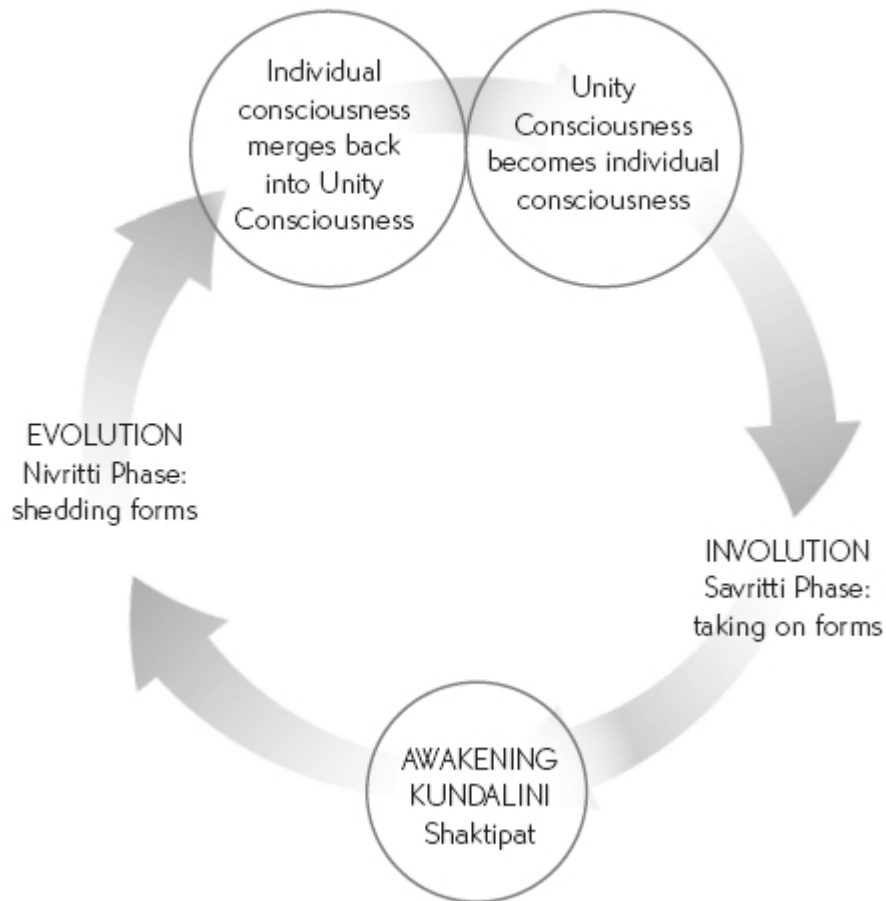 Individual
consciousness
merges back
into Unity
Consciousness
Unity
Consciousness
becomes individual
consciousness
EVOLUTION
Nivritti Phase:
shedding forms
INVOLUTION
Savritti Phase:
taking on forms
AWAKENING
KUNDALINI
Shaktipat